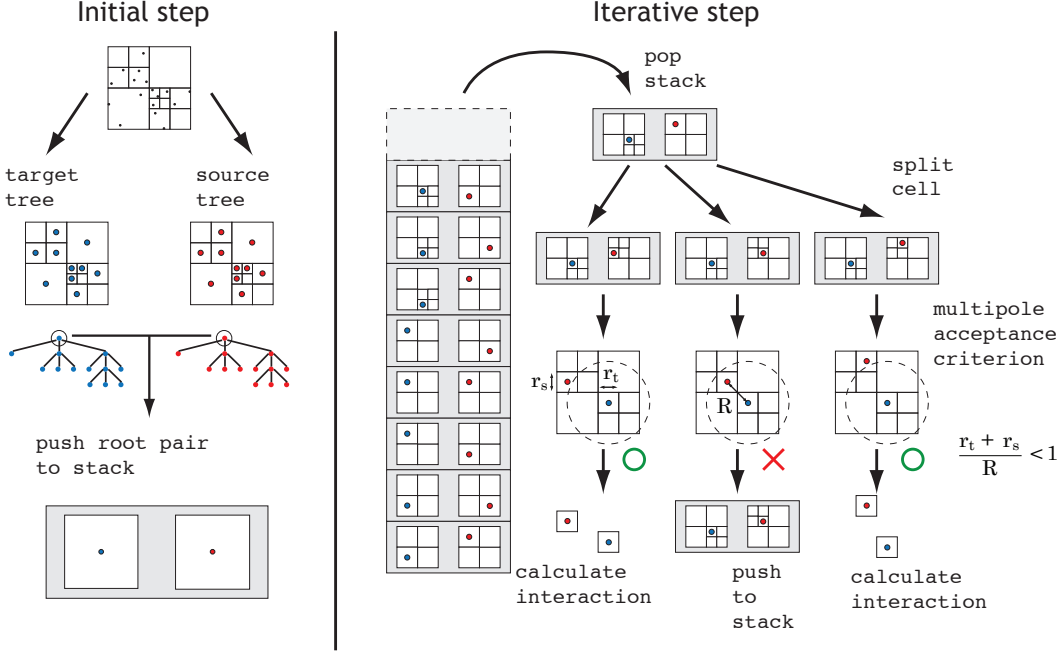 Initial step
target
tree
source
tree
push root pair
to stack
Iterative step
pop
stack
split
cell
multipole
acceptance
criterion
r_s
r_t
R
r_t + r_s
R
< 1
calculate
interaction
push
to
stack
calculate
interaction